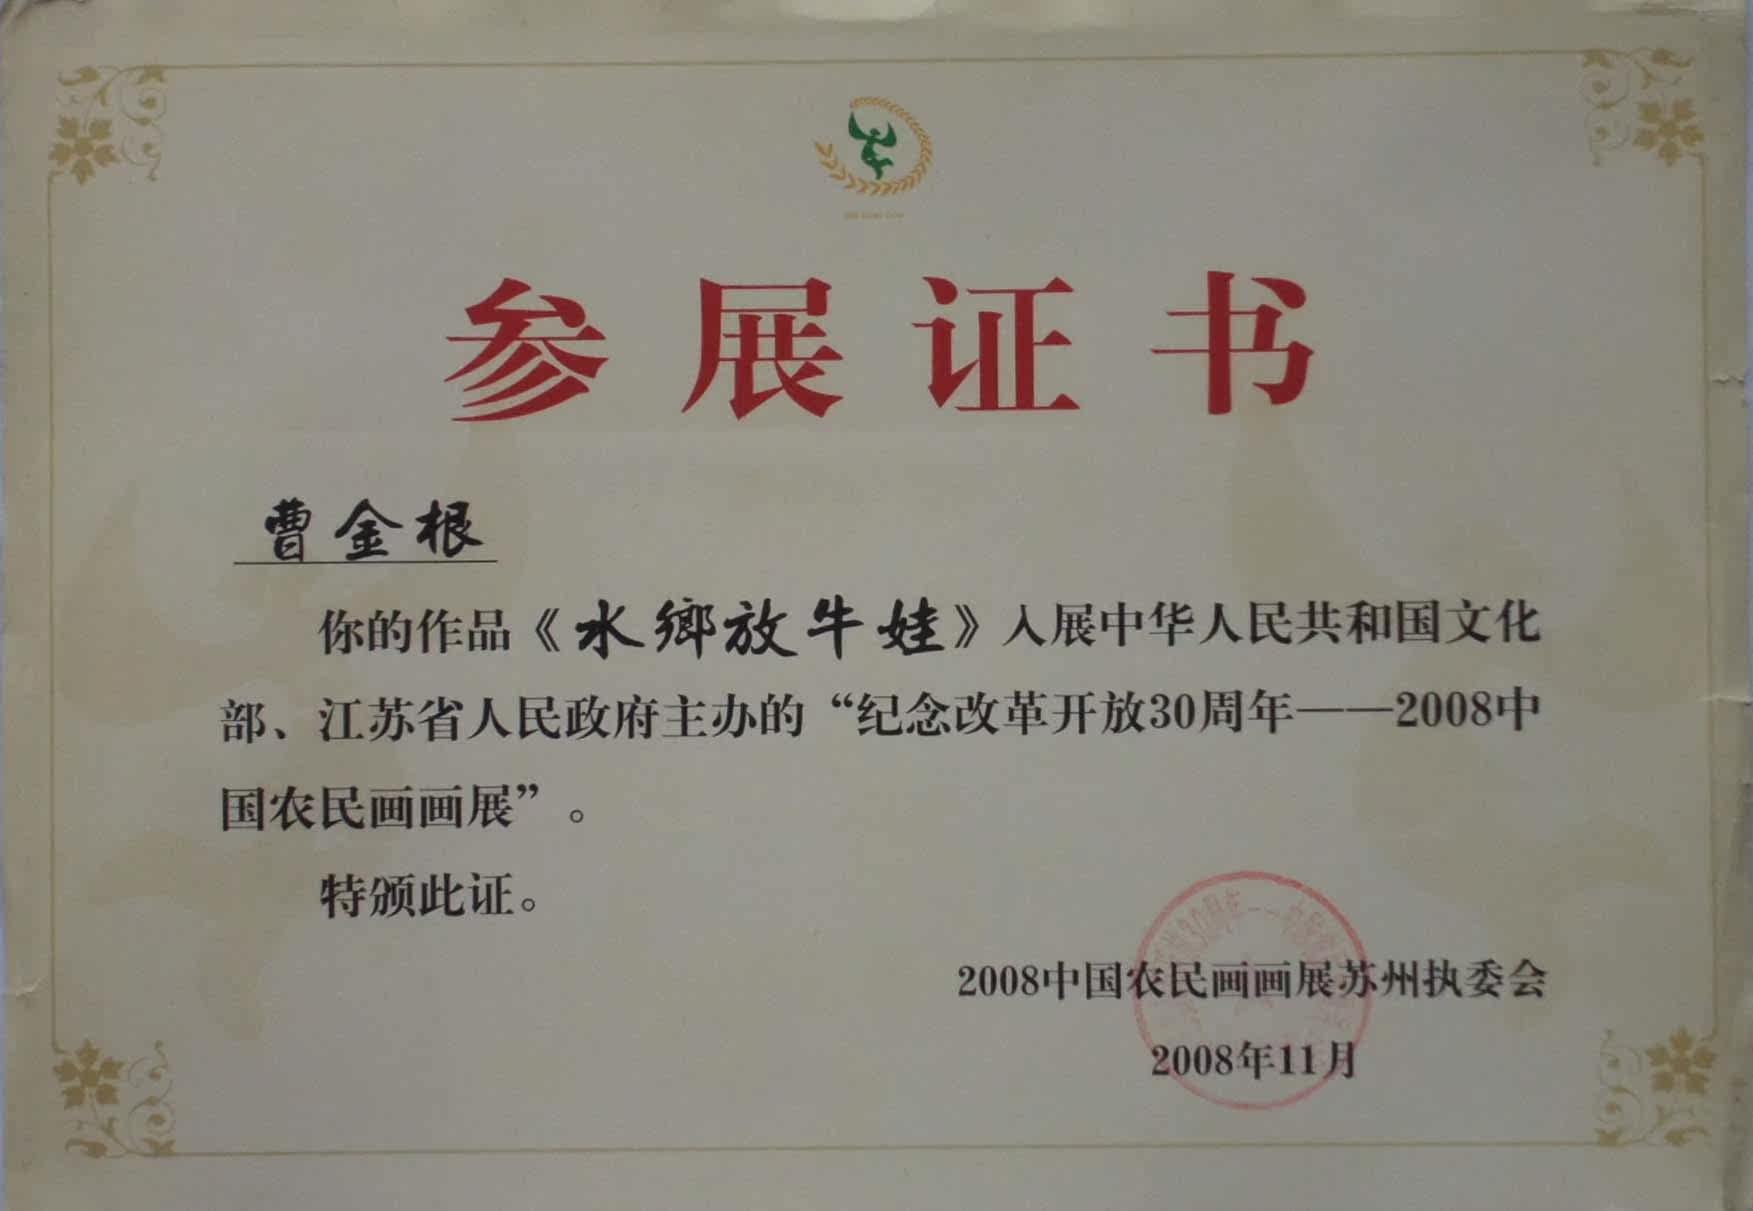 参展证书
曹金根
你的作品《水鄉放牛娃》入展中华人民共和国文化
部、江苏省人民政府主办的“纪念改革开放30周年——2008中
国农民画画展”。
特颁此证。
2008中国农民画画展苏州执委会
2008年11月